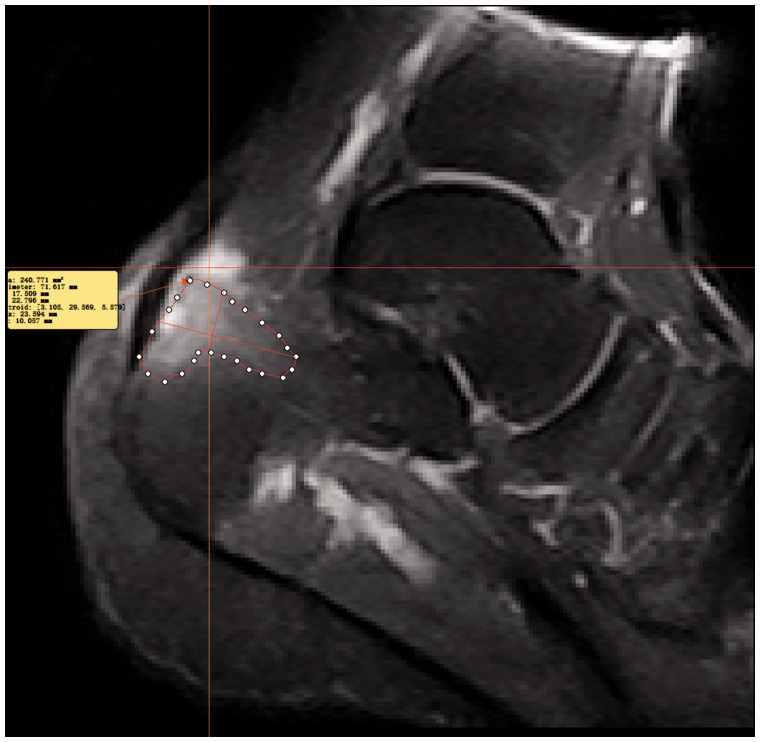 a: 240.771 mm²
imeter: 71.617 mm
17.509 mm
22.796 mm
troid: [3.105, 29.569, 5.579]
x: 23.594 mm
: 10.057 mm